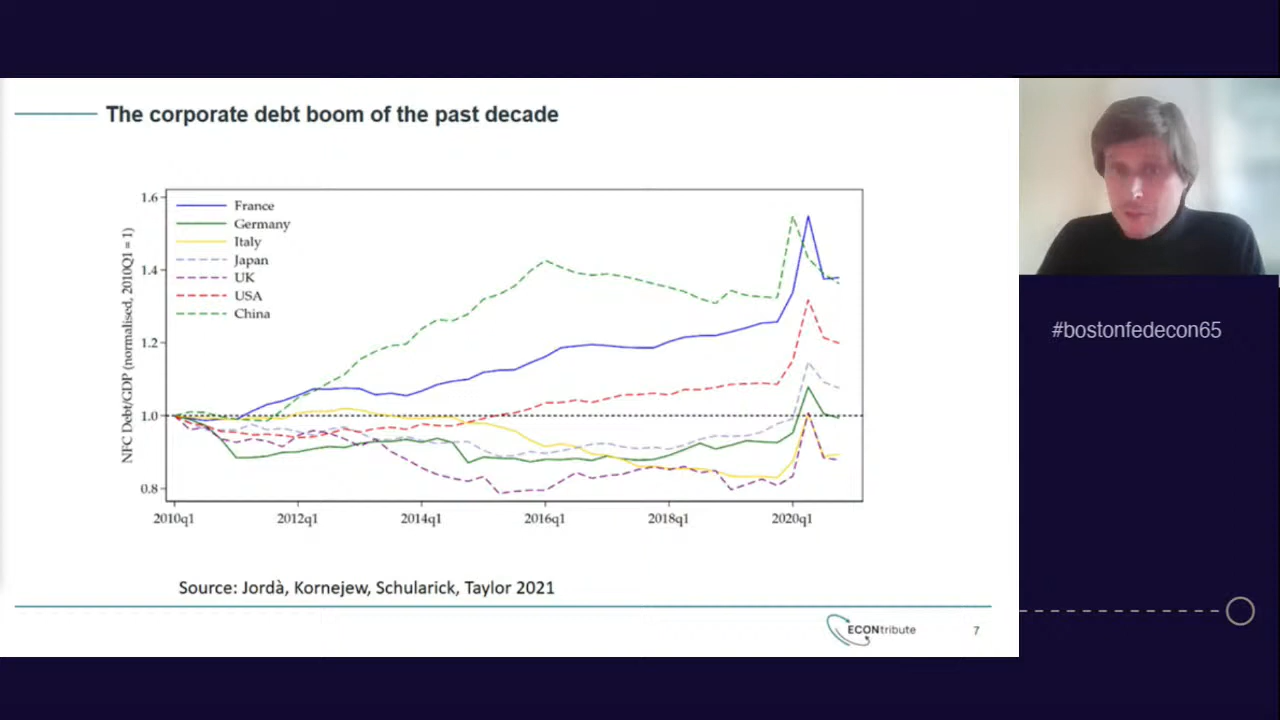 The corporate debt boom of the past decade
NFC Debt/GDP (normalised, 2010Q1 = 1)
1.6
1.4
1.2
1.0
0.8
France
Germany
Italy
Japan
UK
USA
China
2010q1 2012q1 2014q1 2016q1 2018q1 2020q1
Source: Jordà, Kornejew, Schularick, Taylor 2021
ECONtribute
7
#bostonfedecon65